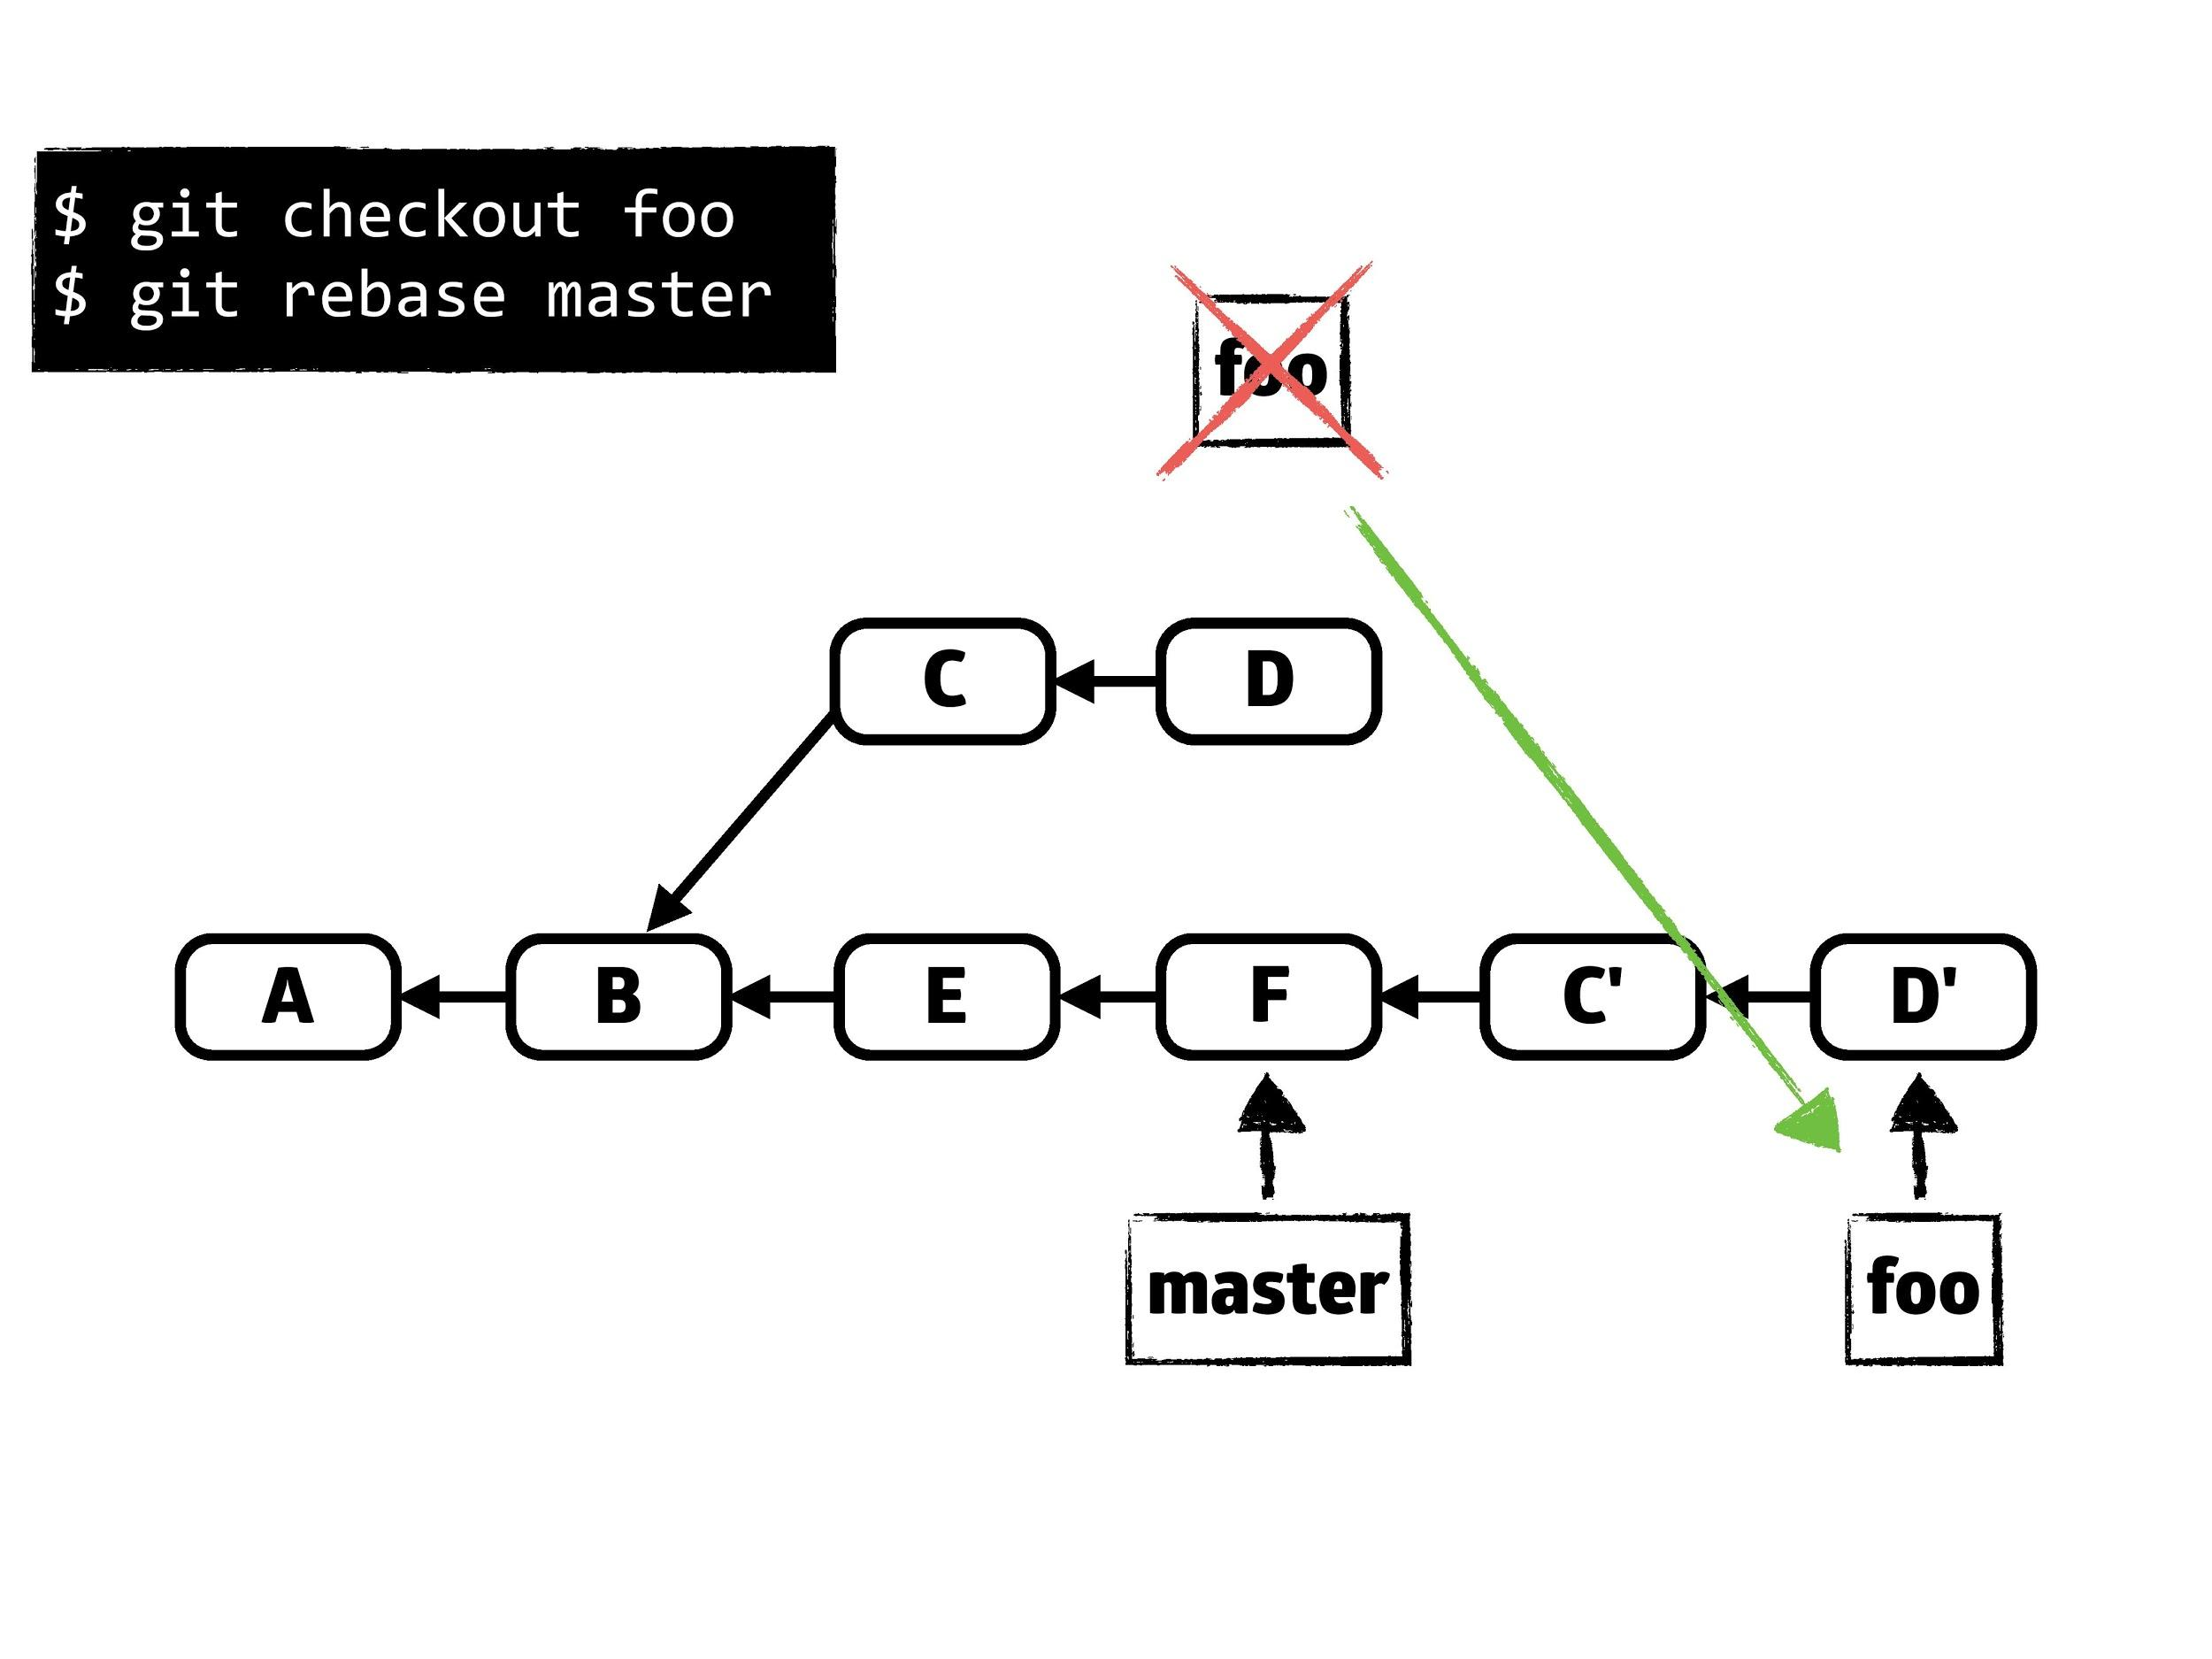 $ git checkout foo
$ git rebase master
foo
C
D
A
B
E
F
C'
D'
master
foo